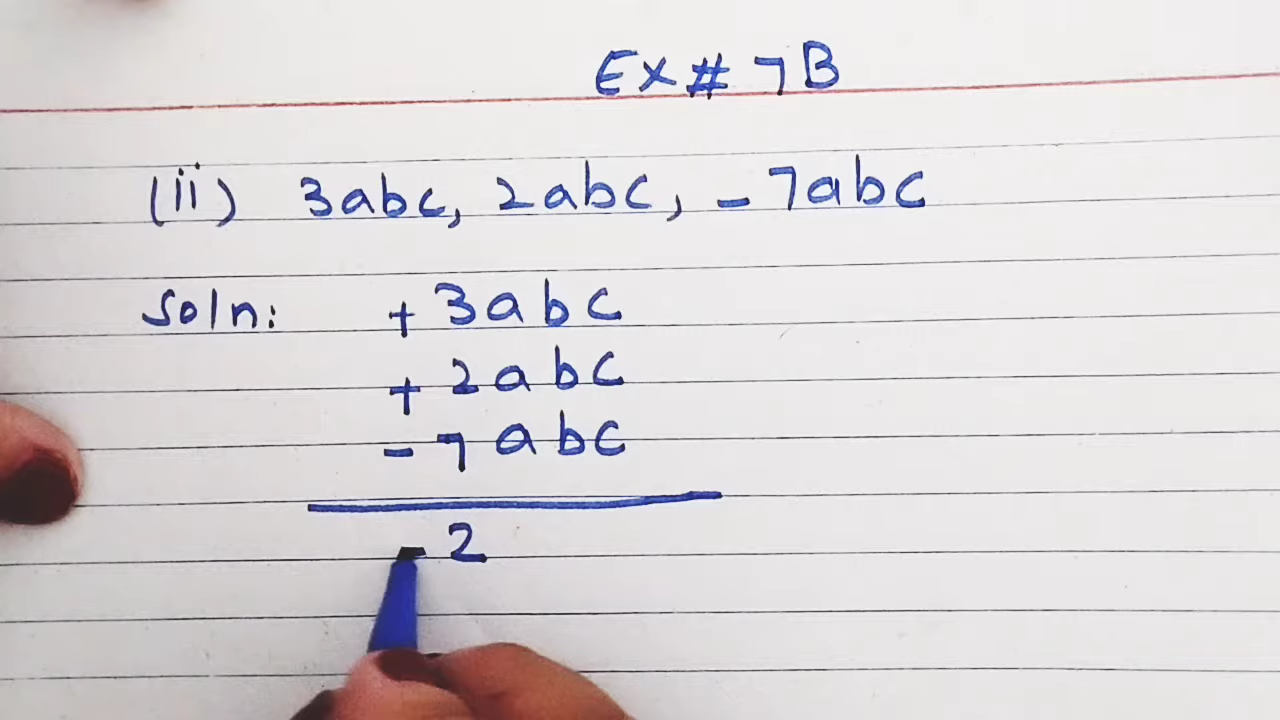 Ex# 7B
(ii) 3abc, 2abc, - 7abc
Soln: + 3abc
+ 2abc
- 7abc
- 2